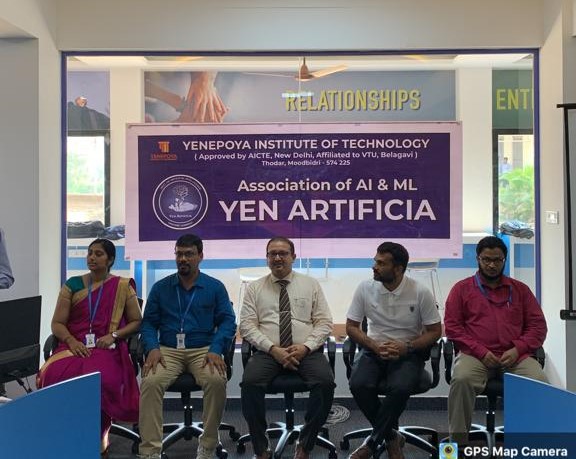 RELATIONSHIPS
ENT
YENEPOYA INSTITUTE OF TECHNOLOGY
( Approved by AICTE, New Delhi, Affiliated to VTU, Belagavi )
Thodar, Moodbidri - 574 225
YENEPOYA
Association of AI & ML
YEN ARTIFICIA
Yen Artificia
GPS Map Camera